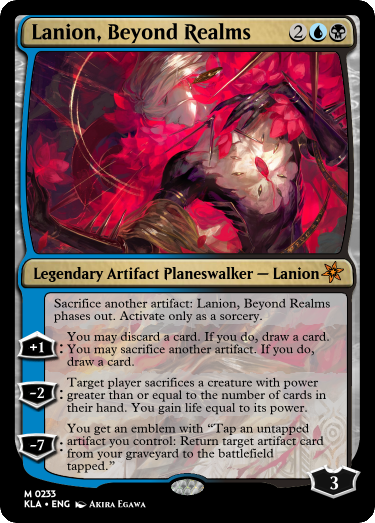 Lanion, Beyond Realms 2
Legendary Artifact Planeswalker — Lanion
Sacrifice another artifact: Lanion, Beyond Realms
phases out. Activate only as a sorcery.
+1: You may discard a card. If you do, draw a card.
You may sacrifice another artifact. If you do,
draw a card.
-2: Target player sacrifices a creature with power
greater than or equal to the number of cards in
their hand. You gain life equal to its power.
-7: You get an emblem with “Tap an untapped
artifact you control: Return target artifact card
from your graveyard to the battlefield
tapped.”
3
M 0233
KLA • ENG Akira Egawa